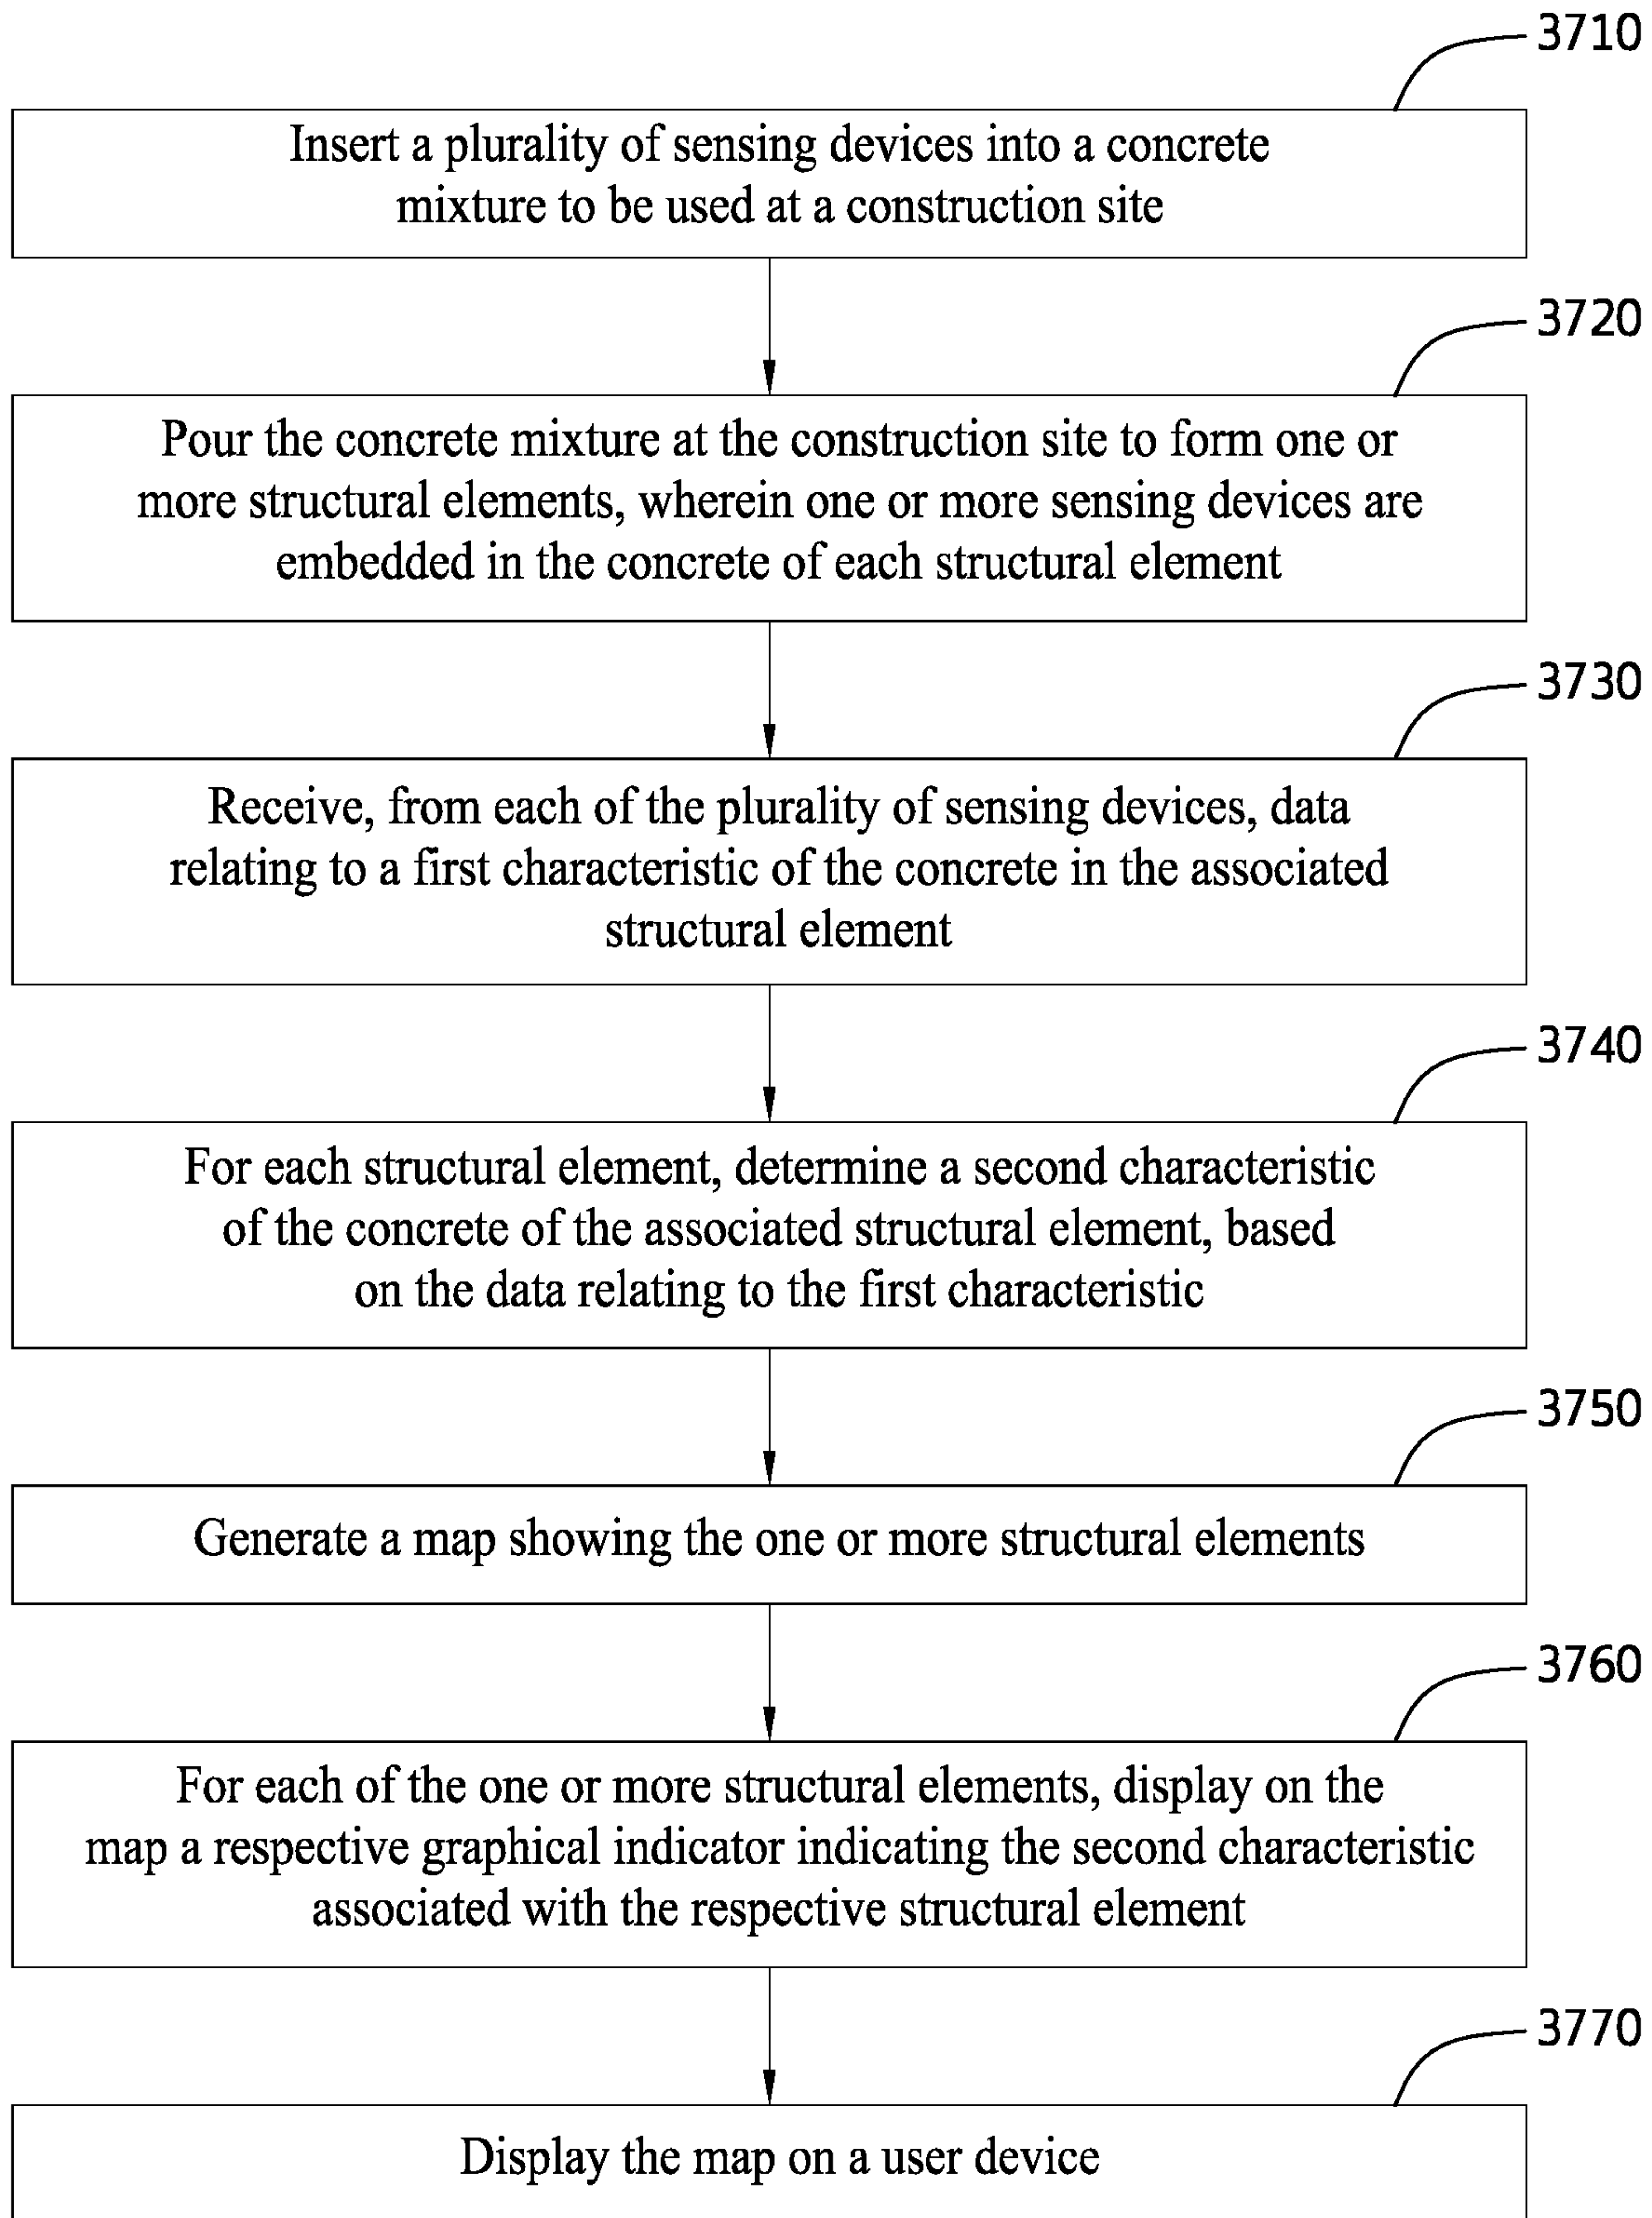 3710
Insert a plurality of sensing devices into a concrete
mixture to be used at a construction site
3720
Pour the concrete mixture at the construction site to form one or
more structural elements, wherein one or more sensing devices are
embedded in the concrete of each structural element
3730
Receive, from each of the plurality of sensing devices, data
relating to a first characteristic of the concrete in the associated
structural element
3740
For each structural element, determine a second characteristic
of the concrete of the associated structural element, based
on the data relating to the first characteristic
3750
Generate a map showing the one or more structural elements
3760
For each of the one or more structural elements, display on the
map a respective graphical indicator indicating the second characteristic
associated with the respective structural element
3770
Display the map on a user device